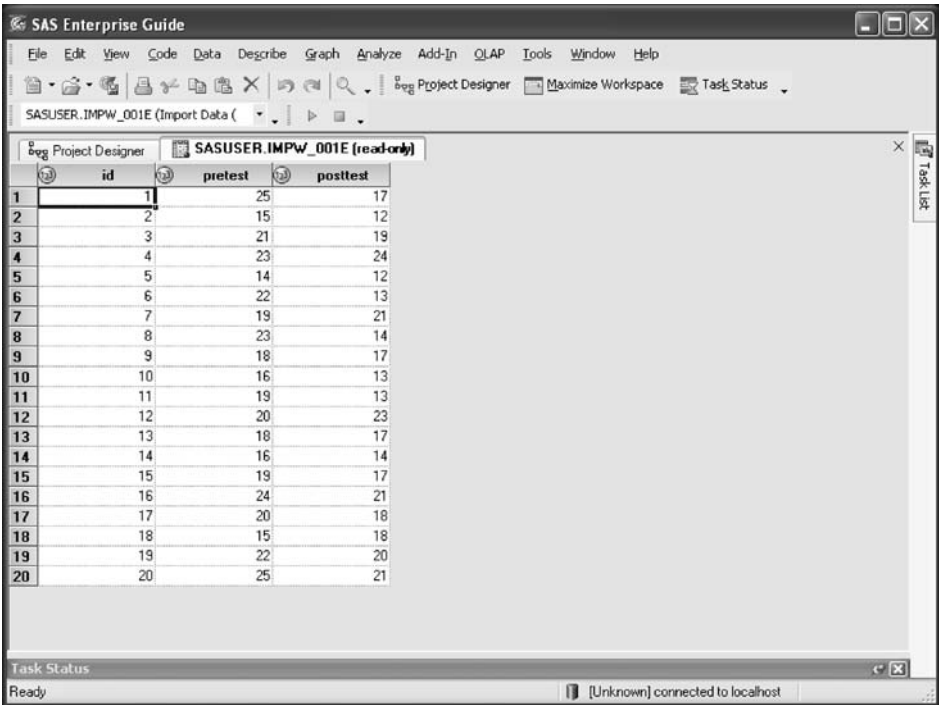 SAS Enterprise Guide
File Edit View Code Data Describe Graph Analyze Add-In OLAP Tools Window Help
Project Designer Maximize Workspace Task Status
SASUSER.IMPW_001E (Import Data (
Project Designer SASUSER.IMPW_001E (read-only)
Task List
id pretest posttest
1 1 25 17
2 2 15 12
3 3 21 19
4 4 23 24
5 5 14 12
6 6 22 13
7 7 19 21
8 8 23 14
9 9 18 17
10 10 16 13
11 11 19 13
12 12 20 23
13 13 18 17
14 14 16 14
15 15 19 17
16 16 24 21
17 17 20 18
18 18 15 18
19 19 22 20
20 20 25 21
Task Status
Ready [Unknown] connected to localhost